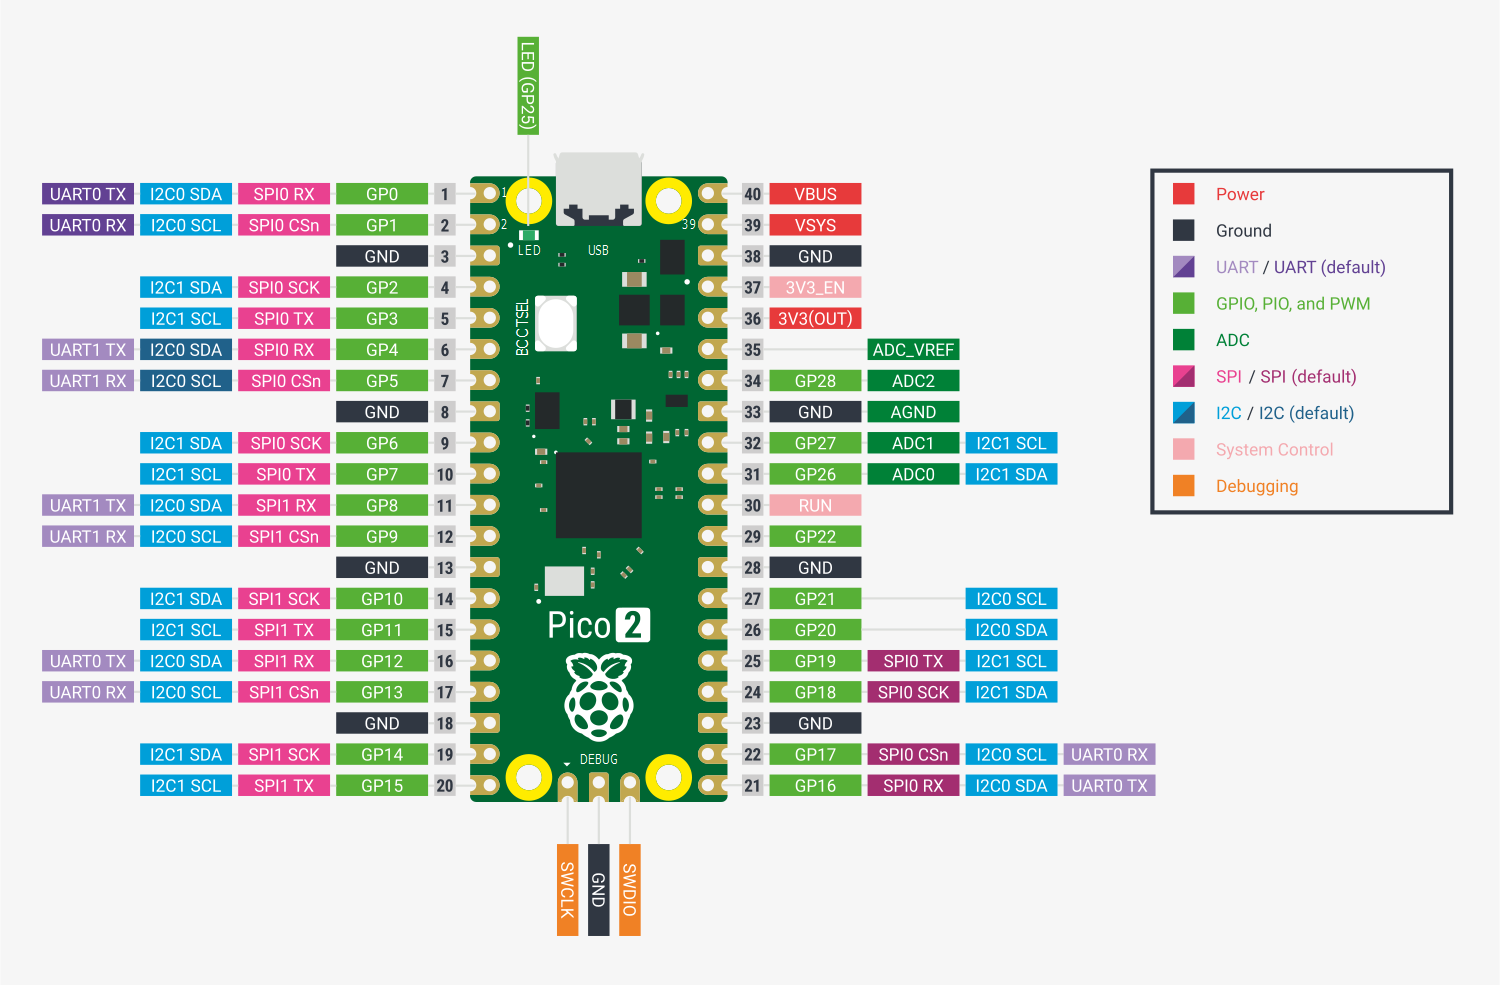 LED (GP25)
UART0 TX I2C0 SDA SPI0 RX GP0 1 1 40 VBUS
UART0 RX I2C0 SCL SPI0 CSn GP1 2 2 39 39 VSYS
GND 3 LED USB 38 GND
I2C1 SDA SPI0 SCK GP2 4 37 3V3_EN
I2C1 SCL SPI0 TX GP3 5 BOOTSEL 36 3V3(OUT)
UART1 TX I2C0 SDA SPI0 RX GP4 6 35 ADC_VREF
UART1 RX I2C0 SCL SPI0 CSn GP5 7 34 GP28 ADC2
GND 8 33 GND AGND
I2C1 SDA SPI0 SCK GP6 9 32 GP27 ADC1 I2C1 SCL
I2C1 SCL SPI0 TX GP7 10 31 GP26 ADC0 I2C1 SDA
UART1 TX I2C0 SDA SPI1 RX GP8 11 30 RUN
UART1 RX I2C0 SCL SPI1 CSn GP9 12 29 GP22
GND 13 28 GND
I2C1 SDA SPI1 SCK GP10 14 27 GP21 I2C0 SCL
I2C1 SCL SPI1 TX GP11 15 Pico 2 26 GP20 I2C0 SDA
UART0 TX I2C0 SDA SPI1 RX GP12 16 25 GP19 SPI0 TX I2C1 SCL
UART0 RX I2C0 SCL SPI1 CSn GP13 17 24 GP18 SPI0 SCK I2C1 SDA
GND 18 23 GND
I2C1 SDA SPI1 SCK GP14 19 DEBUG 22 GP17 SPI0 CSn I2C0 SCL UART0 RX
I2C1 SCL SPI1 TX GP15 20 21 GP16 SPI0 RX I2C0 SDA UART0 TX
SWCLK GND SWDIO
Power
Ground
UART / UART (default)
GPIO, PIO, and PWM
ADC
SPI / SPI (default)
I2C / I2C (default)
System Control
Debugging